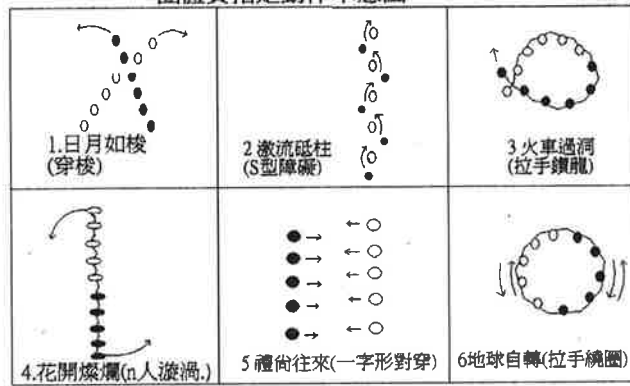 1.日月如梭
(穿梭)
2 激流砥柱
(S型障礙)
3 火車過洞
(拉手鑽龍)
4.花開燦爛(n人漩渦.)
5 禮尚往來(一字形對穿)
6地球自轉(拉手繞圈)